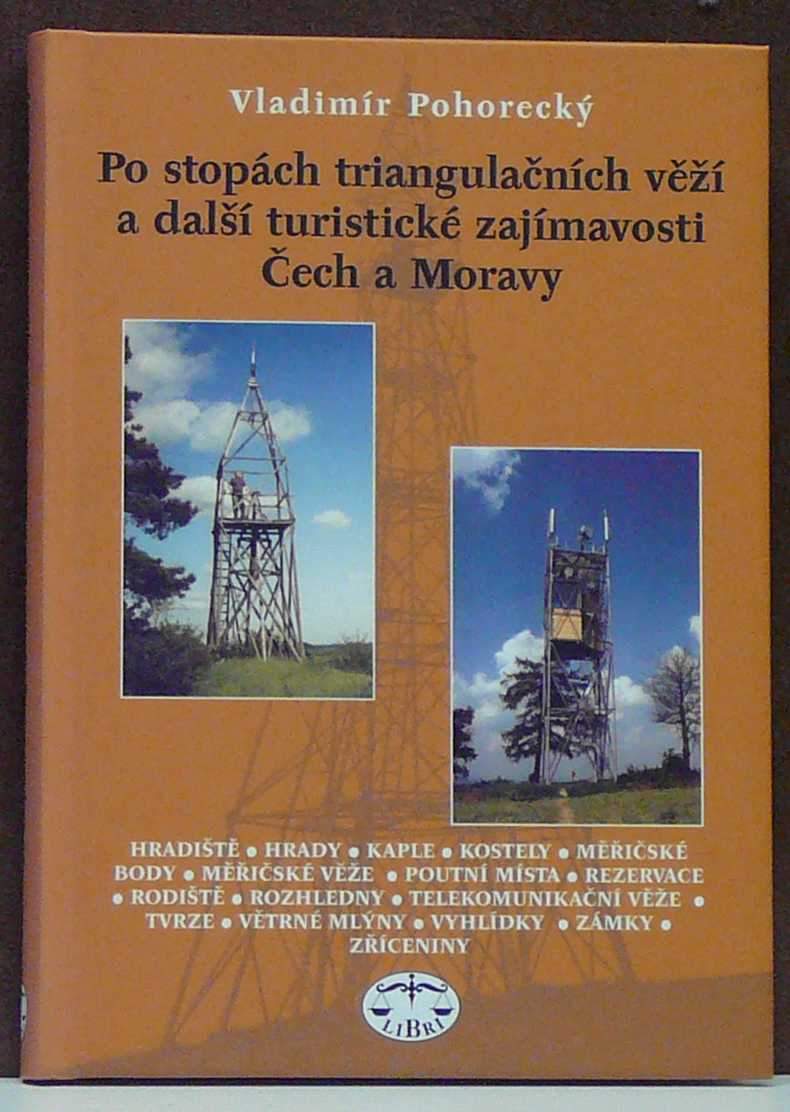 Vladimír Pohorecký
Po stopách triangulačních věží
a další turistické zajímavosti
Čech a Moravy
HRADIŠTĚ • HRADY • KAPLE • KOSTELY • MĚŘIČSKÉ
BODY • MĚŘIČSKÉ VĚŽE • POUTNÍ MÍSTA • REZERVACE
• RODIŠTĚ • ROZHLEDNY • TELEKOMUNIKAČNÍ VĚŽE •
TVRZE • VĚTRNÉ MLÝNY • VYHLÍDKY • ZÁMKY •
ZŘÍCENINY
LIBRI